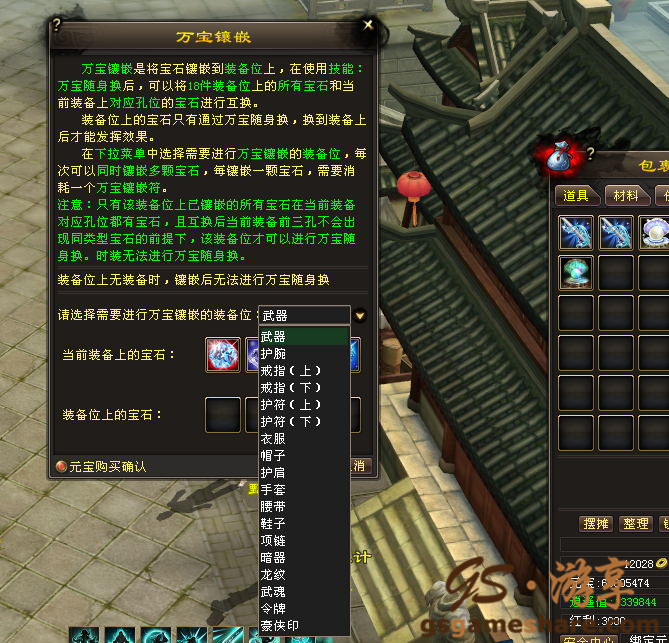 万宝镶嵌
万宝镶嵌是将宝石镶嵌到装备位上，在使用技能：
万宝随身换后，可以将18件装备位上的所有宝石和当
前装备上对应孔位的宝石进行互换。
装备位上的宝石只有通过万宝随身换，换到装备上
后才能发挥效果。
在下拉菜单中选择需要进行万宝镶嵌的装备位，每
次可以同时镶嵌多颗宝石，每镶嵌一颗宝石，需要消
耗一个万宝镶嵌符。
注意：只有该装备位上已镶嵌的所有宝石在当前装备
对应孔位都有宝石，且互换后当前装备前三孔不会出
现同类型宝石的前提下，该装备位才可以进行万宝随
身换。时装无法进行万宝随身换。
装备位上无装备时，镶嵌后无法进行万宝随身换
请选择需要进行万宝镶嵌的装备位：武器
当前装备上的宝石：
装备位上的宝石：
元宝购买确认
消
武器
护腕
戒指（上）
戒指（下）
护符（上）
护符（下）
衣服
帽子
护肩
手套
腰带
鞋子
项链
暗器
龙纹
武魂
令牌
豪侠印
计
包裹
道具
材料
摆摊
整理
12028
红利:
安全中心
绑定元
GS·游育
gsgameshare.com